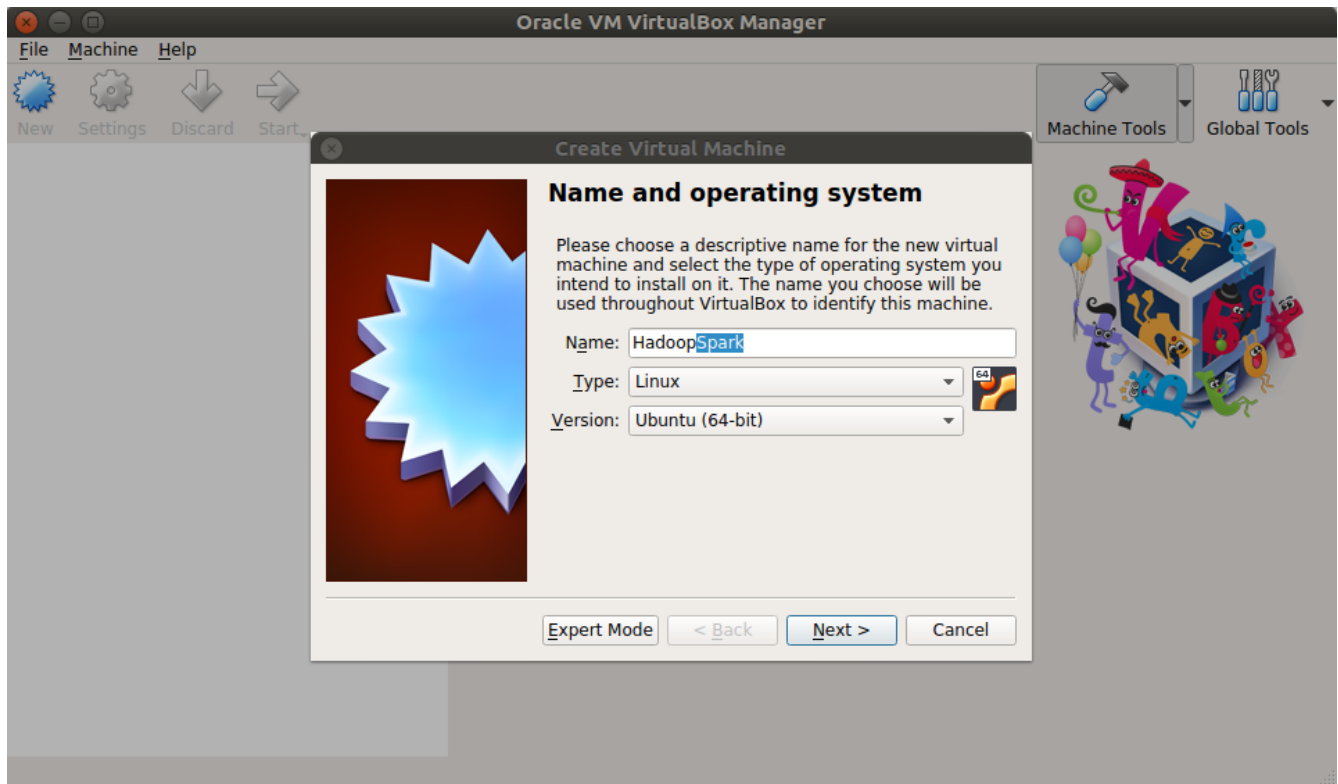 Oracle VM VirtualBox Manager
File Machine Help
New Settings Discard Start
Machine Tools Global Tools
Create Virtual Machine
Name and operating system
Please choose a descriptive name for the new virtual
machine and select the type of operating system you
intend to install on it. The name you choose will be
used throughout VirtualBox to identify this machine.
Name: HadoopSpark
Type: Linux
64
Version: Ubuntu (64-bit)
Expert Mode < Back Next > Cancel